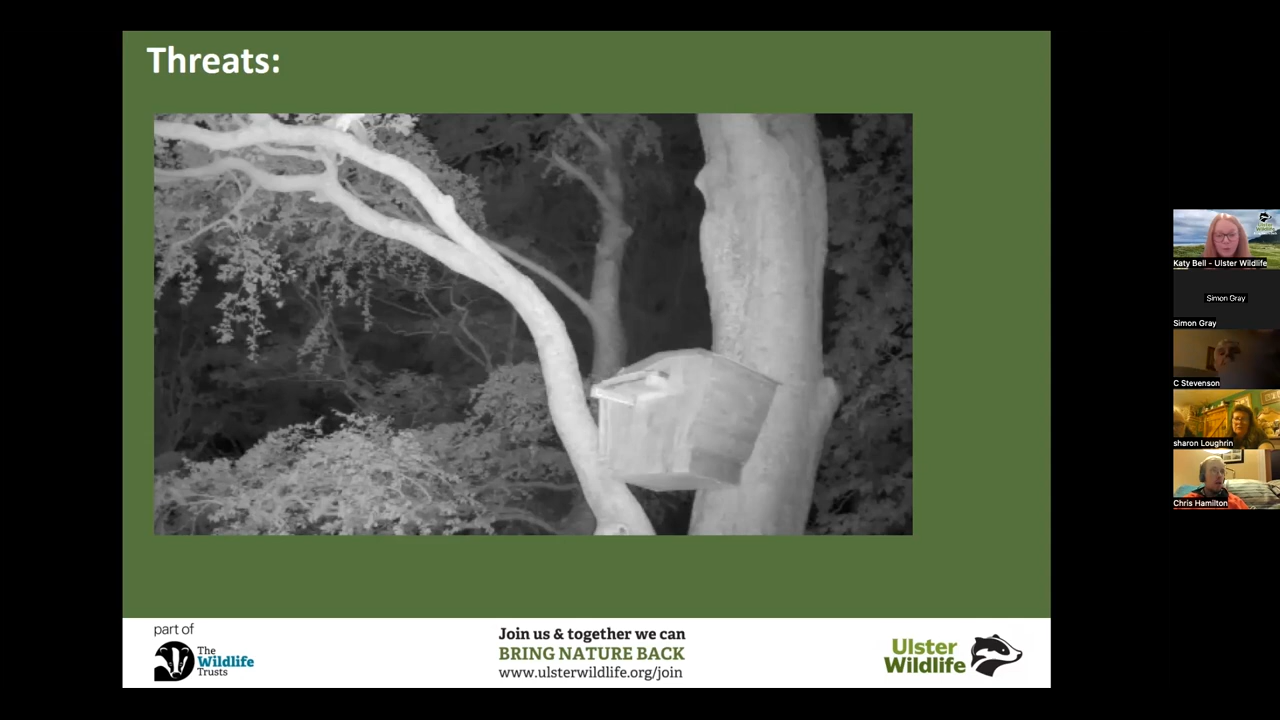 Threats:
part of
The
Wildlife
Trusts
Join us & together we can
BRING NATURE BACK
www.ulsterwildlife.org/join
Ulster
Wildlife
Katy Bell - Ulster Wildlife
Simon Gray
Simon Gray
C Stevenson
sharon Loughrin
Chris Hamilton